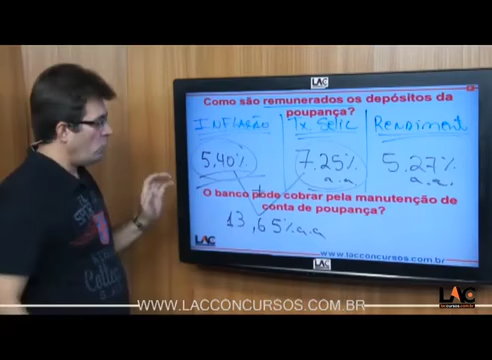 LAC
Como são remunerados os depósitos da
poupança?
INFLAÇÃO Tx. Selic Rendiment
5,40% 7.25% 5.27%
a.a. a.a.
+
O banco pode cobrar pela manutenção de
conta de poupança?
13,65% a.a
LAC
www.lacconcursos.com.br
LAC
WWW.LACCONCURSOS.COM.BR
LAC